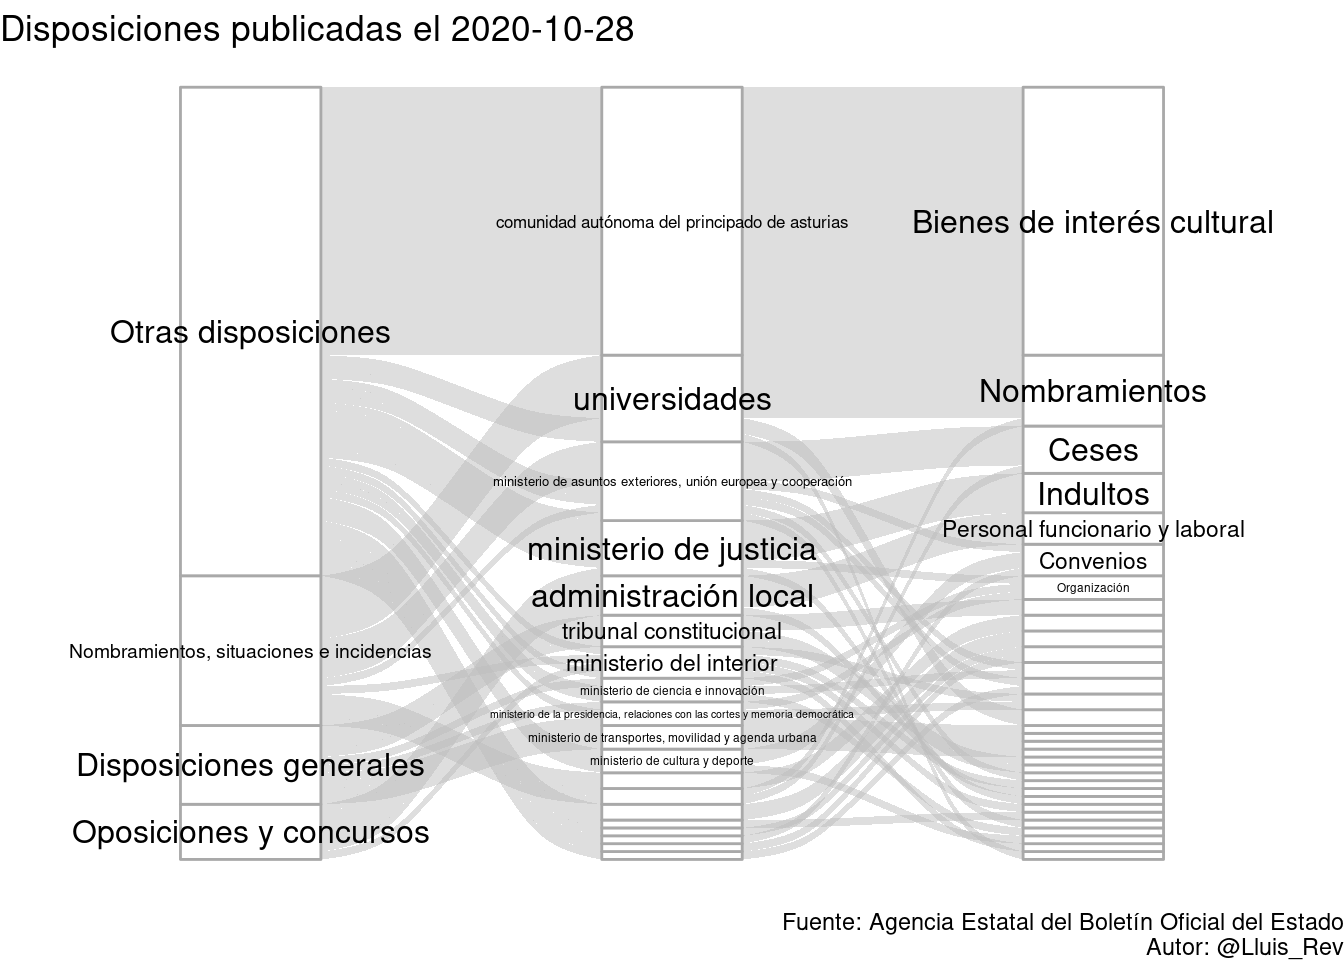 Disposiciones publicadas el 2020-10-28
Otras disposiciones
Nombramientos, situaciones e incidencias
Disposiciones generales
Oposiciones y concursos
comunidad autónoma del principado de asturias
universidades
ministerio de asuntos exteriores, unión europea y cooperación
ministerio de justicia
administración local
tribunal constitucional
ministerio del interior
ministerio de ciencia e innovación
ministerio de la presidencia, relaciones con las cortes y memoria democrática
ministerio de transportes, movilidad y agenda urbana
ministerio de cultura y deporte
Bienes de interés cultural
Nombramientos
Ceses
Indultos
Personal funcionario y laboral
Convenios
Organización
Fuente: Agencia Estatal del Boletín Oficial del Estado
Autor: @Lluis_Rev